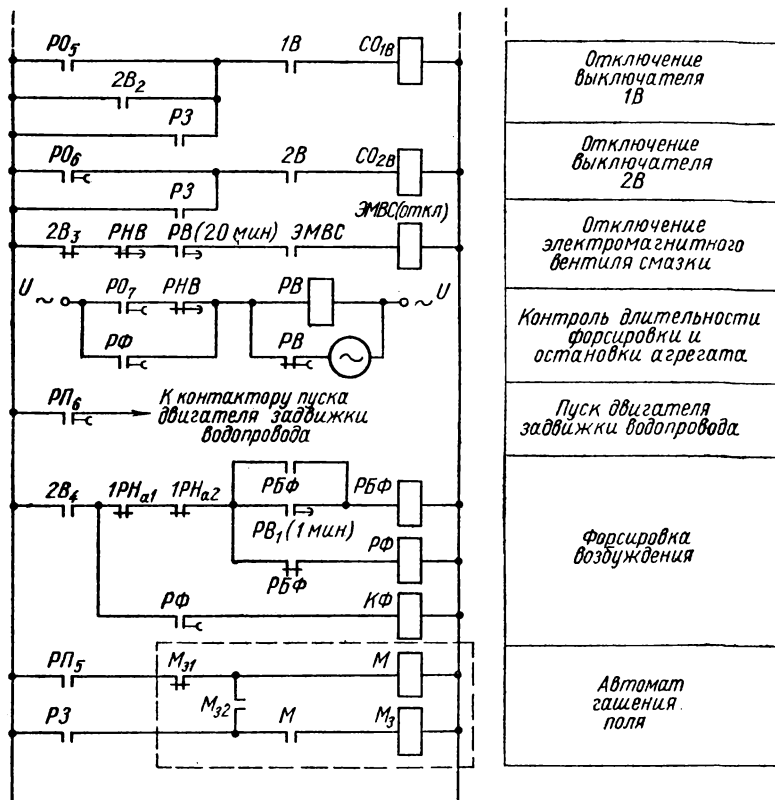 РО5 1В СО1В
Отключение
выключателя
1В
2В2
РЗ
РО6 2В СО2В
Отключение
выключателя
2В
РЗ
ЭМВС(откл)
2В3 РНВ РВ(20 мин) ЭМВС
Отключение
электромагнитного
вентиля смазки
U ~ РО7 РНВ РВ ~ U
РФ РВ ~
Контроль длительности
форсировки и
остановки агрегата
РП6
К контактору пуска
двигателя задвижки
водопровода
Пуск двигателя
задвижки водопровода
2В4 1РНа1 1РНа2 РБФ РБФ
РВ1 (1 мин)
РФ
РБФ
РФ КФ
Форсировка
возбуждения
РП5 Мз1 М
Мз2
РЗ М Мз
Автомат
гашения
поля